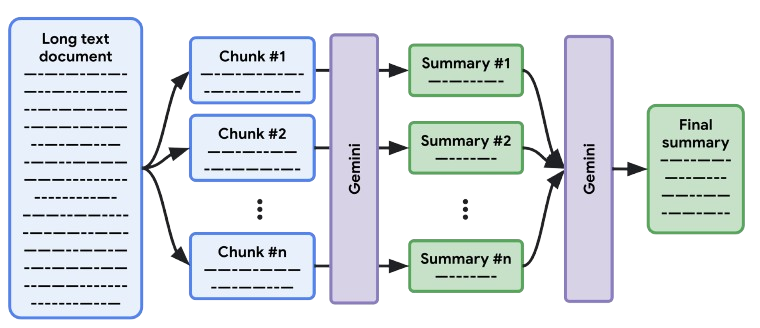 Long text
document
Chunk #1
Chunk #2
Chunk #n
Gemini
Summary #1
Summary #2
Summary #n
Gemini
Final
summary